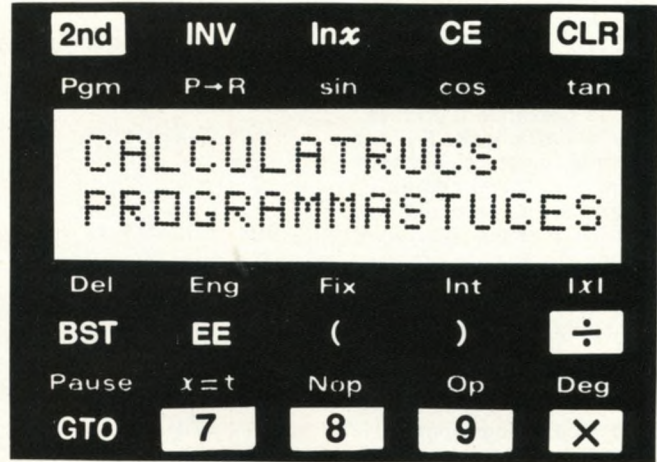 2nd INV lnx CE CLR
Pgm P→R sin cos tan
CALCULATRUCS
PROGRAMMASTUCES
Del Eng Fix Int |x|
BST EE ( ) ÷
Pause x=t Nop Op Deg
GTO 7 8 9 ×